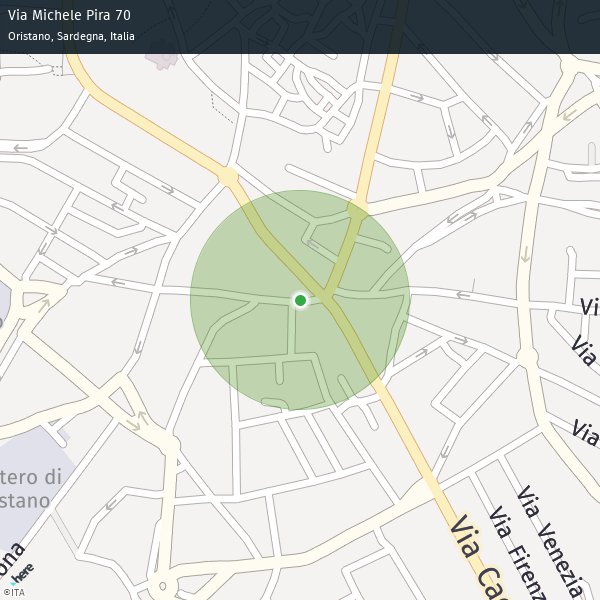 Via Michele Pira 70
Oristano, Sardegna, Italia
Vi
Via
Via
tero di
stano
Via Venezia
Via Firenz
Via Cag
ona
here
©ITA